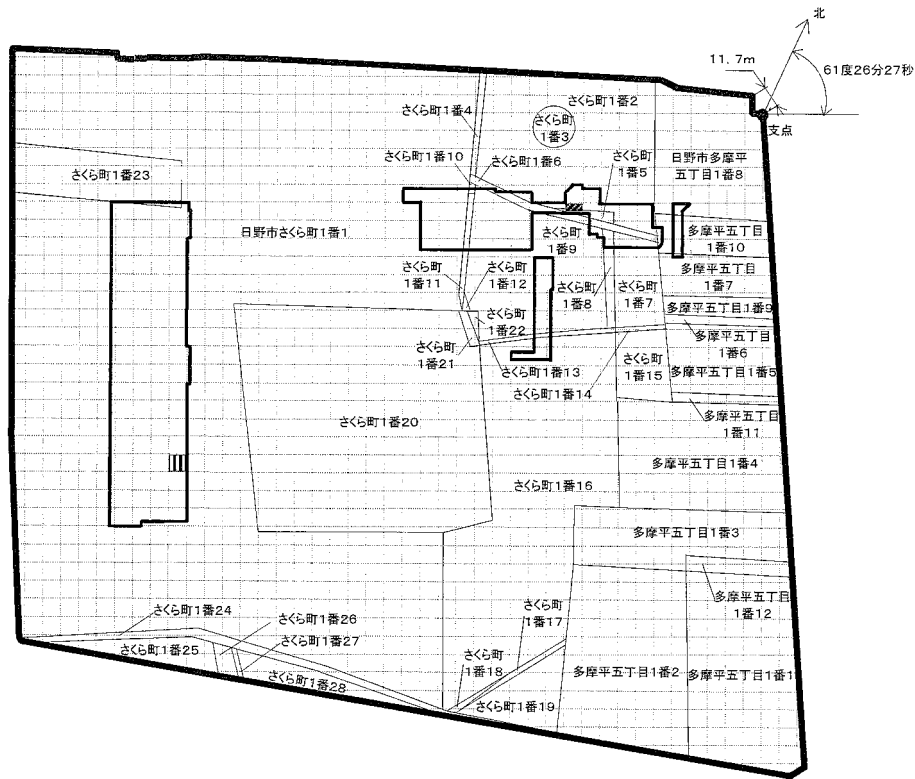 北
11.7m
61度26分27秒
支点
さくら町1番4
さくら町1番2
さくら町
1番3
さくら町1番10
さくら町1番6
さくら町
1番5
日野市多摩平
五丁目1番8
さくら町1番23
日野市さくら町1番1
さくら町
1番9
多摩平五丁目
1番10
さくら町
1番11
さくら町
1番12
さくら町
1番8
さくら町
1番7
多摩平五丁目
1番7
多摩平五丁目1番9
さくら町
1番22
さくら町
1番21
さくら町1番13
さくら町1番14
さくら町
1番15
多摩平五丁目
1番6
多摩平五丁目1番5
多摩平五丁目
1番11
さくら町1番20
多摩平五丁目1番4
さくら町1番16
多摩平五丁目1番3
多摩平五丁目
1番12
さくら町1番24
さくら町1番26
さくら町1番25
さくら町1番27
さくら町1番28
さくら町
1番17
さくら町
1番18
さくら町1番19
多摩平五丁目1番2
多摩平五丁目1番1